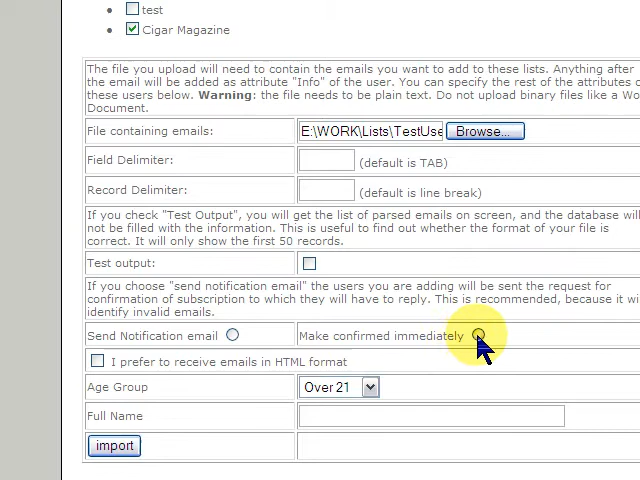 test
Cigar Magazine
The file you upload will need to contain the emails you want to add to these lists. Anything after
the email will be added as attribute "Info" of the user. You can specify the rest of the attributes o
these users below. Warning: the file needs to be plain text. Do not upload binary files like a Wo
Document.
File containing emails: E:\WORK\Lists\TestUse Browse...
Field Delimiter: (default is TAB)
Record Delimiter: (default is line break)
If you check "Test Output", you will get the list of parsed emails on screen, and the database will
not be filled with the information. This is useful to find out whether the format of your file is
correct. It will only show the first 50 records.
Test output:
If you choose "send notification email" the users you are adding will be sent the request for
confirmation of subscription to which they will have to reply. This is recommended, because it wi
identify invalid emails.
Send Notification email Make confirmed immediately
I prefer to receive emails in HTML format
Age Group Over 21
Full Name
import